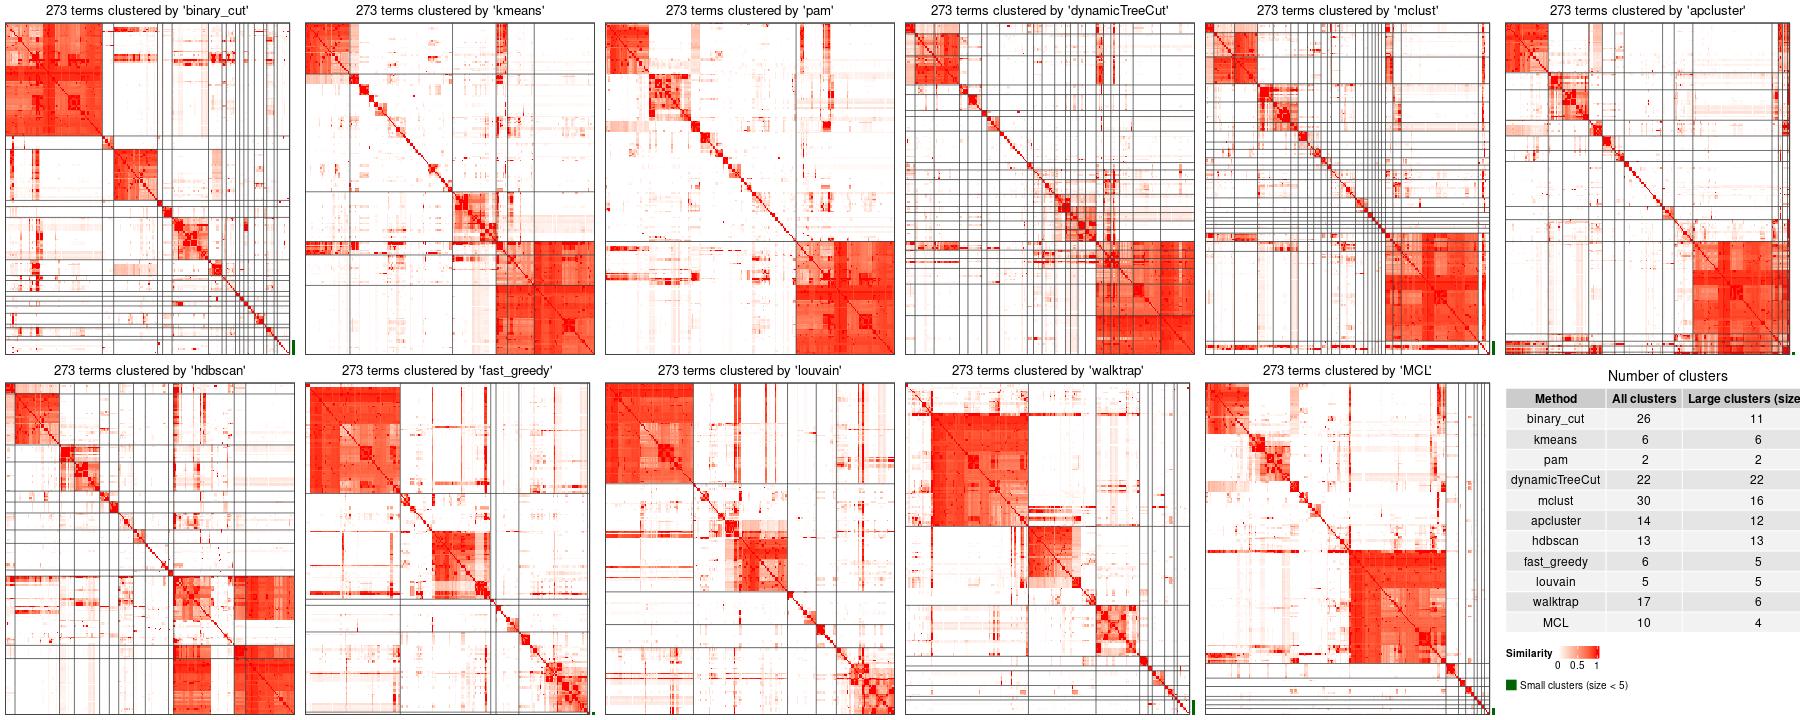 273 terms clustered by 'binary_cut'
273 terms clustered by 'kmeans'
273 terms clustered by 'pam'
273 terms clustered by 'dynamicTreeCut'
273 terms clustered by 'mclust'
273 terms clustered by 'apcluster'
273 terms clustered by 'hdbscan'
273 terms clustered by 'fast_greedy'
273 terms clustered by 'louvain'
273 terms clustered by 'walktrap'
273 terms clustered by 'MCL'
Number of clusters
Method All clusters Large clusters (size
binary_cut 26 11
kmeans 6 6
pam 2 2
dynamicTreeCut 22 22
mclust 30 16
apcluster 14 12
hdbscan 13 13
fast_greedy 6 5
louvain 5 5
walktrap 17 6
MCL 10 4
Similarity
0 0.5 1
Small clusters (size < 5)